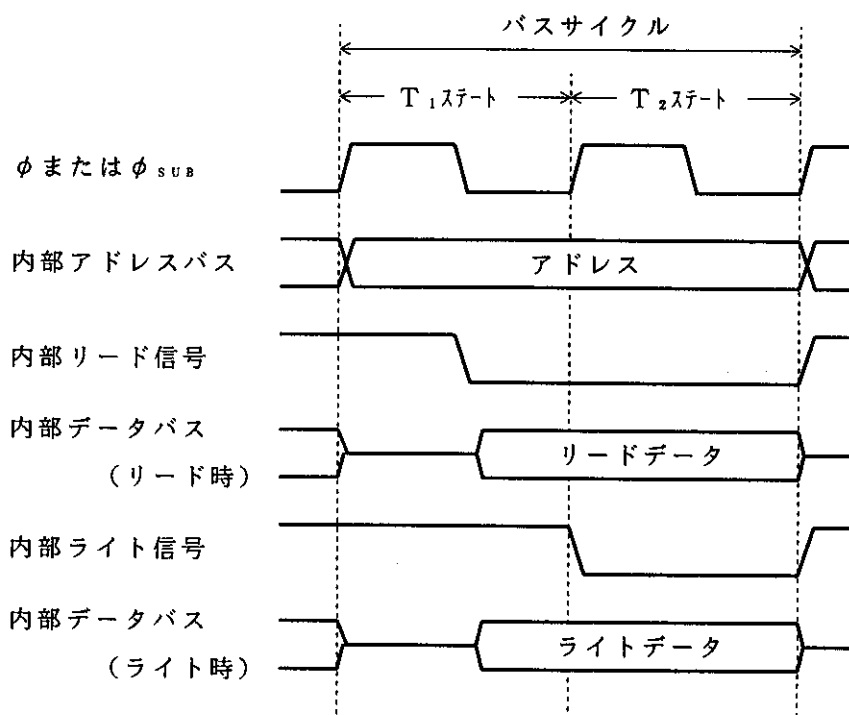 バスサイクル
T₁ステート
T₂ステート
φまたはφSUB
内部アドレスバス
アドレス
内部リード信号
内部データバス
(リード時)
リードデータ
内部ライト信号
内部データバス
(ライト時)
ライトデータ